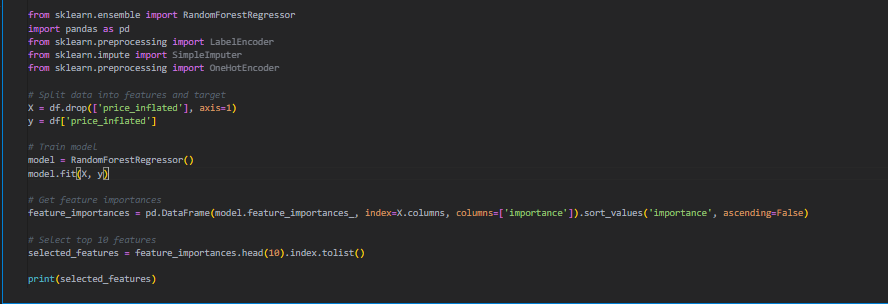 from sklearn.ensemble import RandomForestRegressor
import pandas as pd
from sklearn.preprocessing import LabelEncoder
from sklearn.impute import SimpleImputer
from sklearn.preprocessing import OneHotEncoder
# Split data into features and target
X = df.drop(['price_inflated'], axis=1)
y = df['price_inflated']
# Train model
model = RandomForestRegressor()
model.fit(X, y)
# Get feature importances
feature_importances = pd.DataFrame(model.feature_importances_, index=X.columns, columns=['importance']).sort_values('importance', ascending=False)
# Select top 10 features
selected_features = feature_importances.head(10).index.tolist()
print(selected_features)